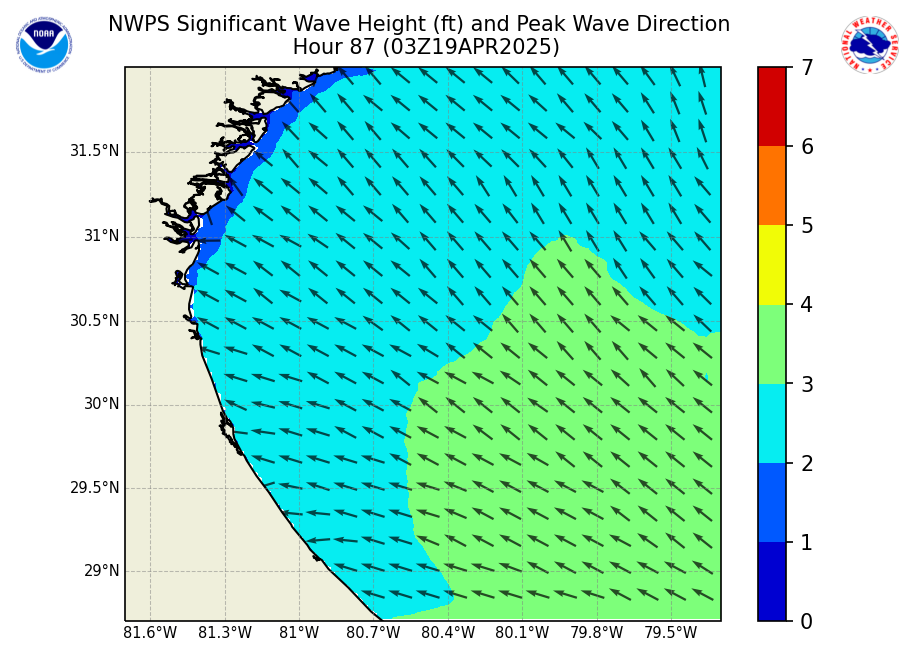 NWPS Significant Wave Height (ft) and Peak Wave Direction
Hour 87 (03Z19APR2025)
NOAA
NATIONAL WEATHER SERVICE
31.5°N
31°N
30.5°N
30°N
29.5°N
29°N
81.6°W 81.3°W 81°W 80.7°W 80.4°W 80.1°W 79.8°W 79.5°W
7
6
5
4
3
2
1
0